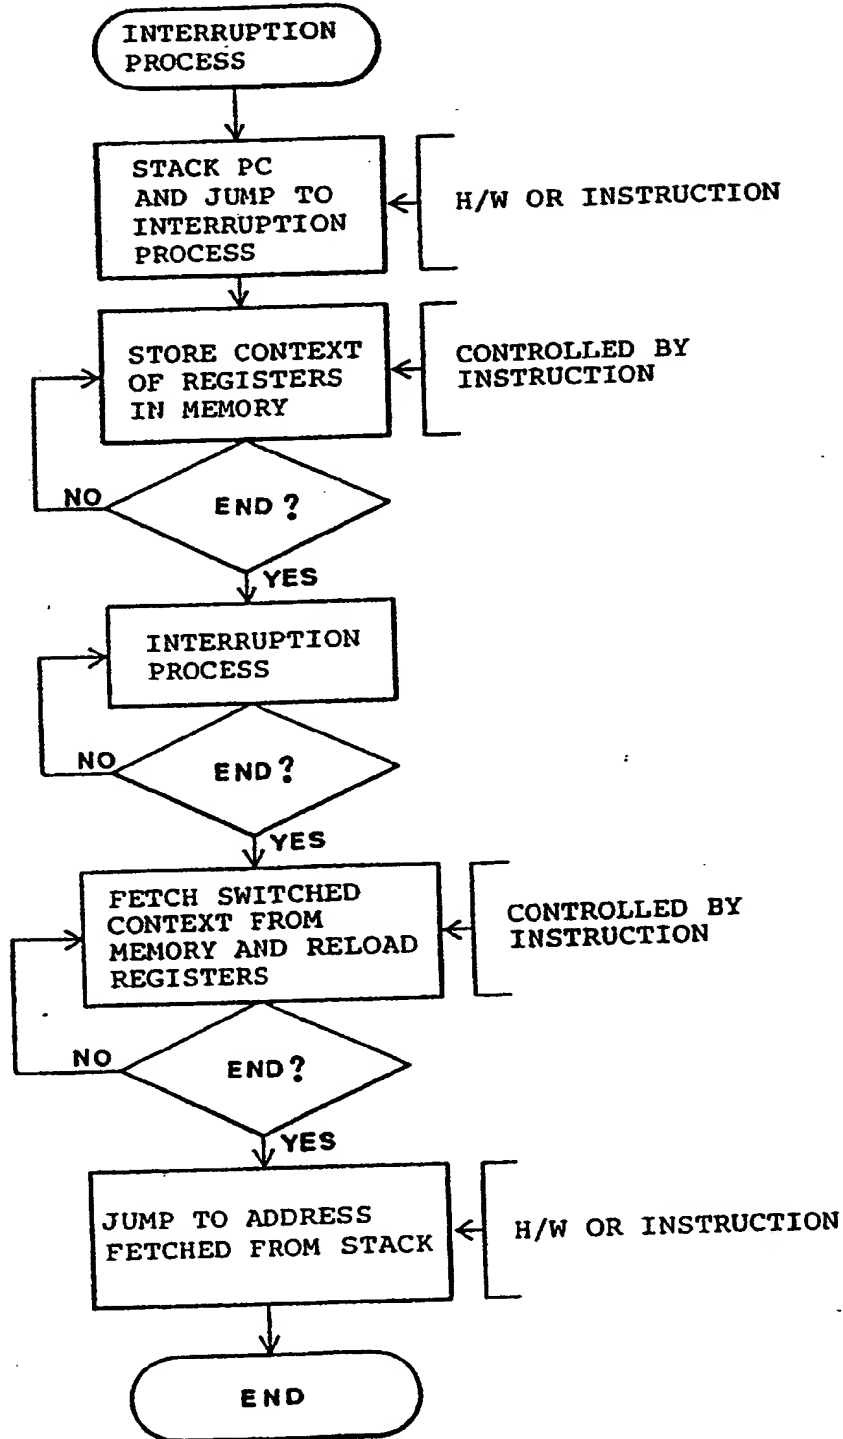 INTERRUPTION
PROCESS
STACK PC
AND JUMP TO
INTERRUPTION
PROCESS
H/W OR INSTRUCTION
STORE CONTEXT
OF REGISTERS
IN MEMORY
CONTROLLED BY
INSTRUCTION
NO
END?
YES
INTERRUPTION
PROCESS
NO
END?
YES
FETCH SWITCHED
CONTEXT FROM
MEMORY AND RELOAD
REGISTERS
CONTROLLED BY
INSTRUCTION
NO
END?
YES
JUMP TO ADDRESS
FETCHED FROM STACK
H/W OR INSTRUCTION
END